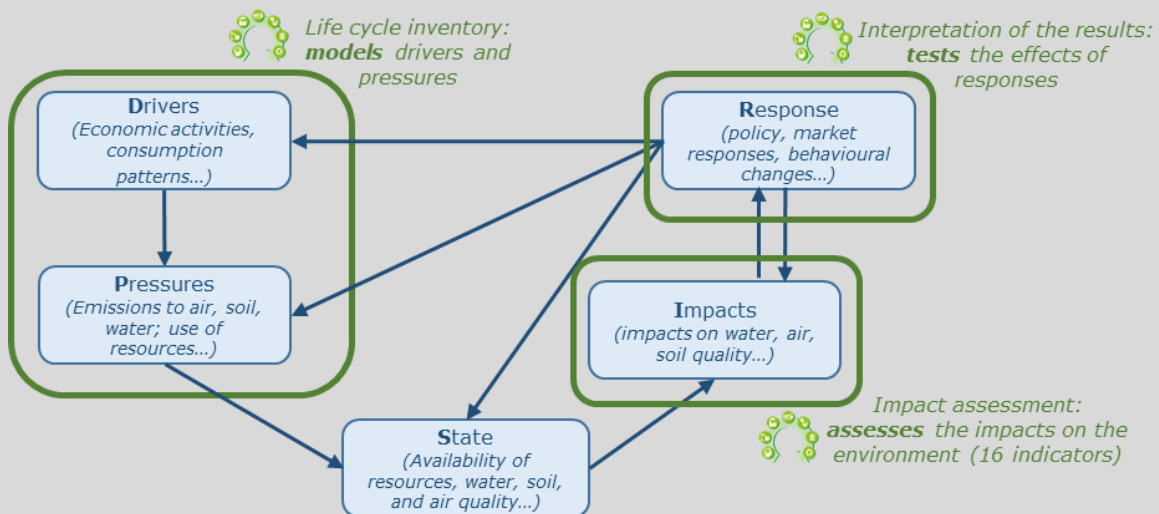 Life cycle inventory:
models drivers and
pressures
Interpretation of the results:
tests the effects of
responses
Drivers
(Economic activities,
consumption
patterns...)
Response
(policy, market
responses, behavioural
changes...)
Pressures
(Emissions to air, soil,
water; use of
resources...)
Impacts
(impacts on water, air,
soil quality...)
State
(Availability of
resources, water, soil,
and air quality...)
Impact assessment:
assesses the impacts on the
environment (16 indicators)